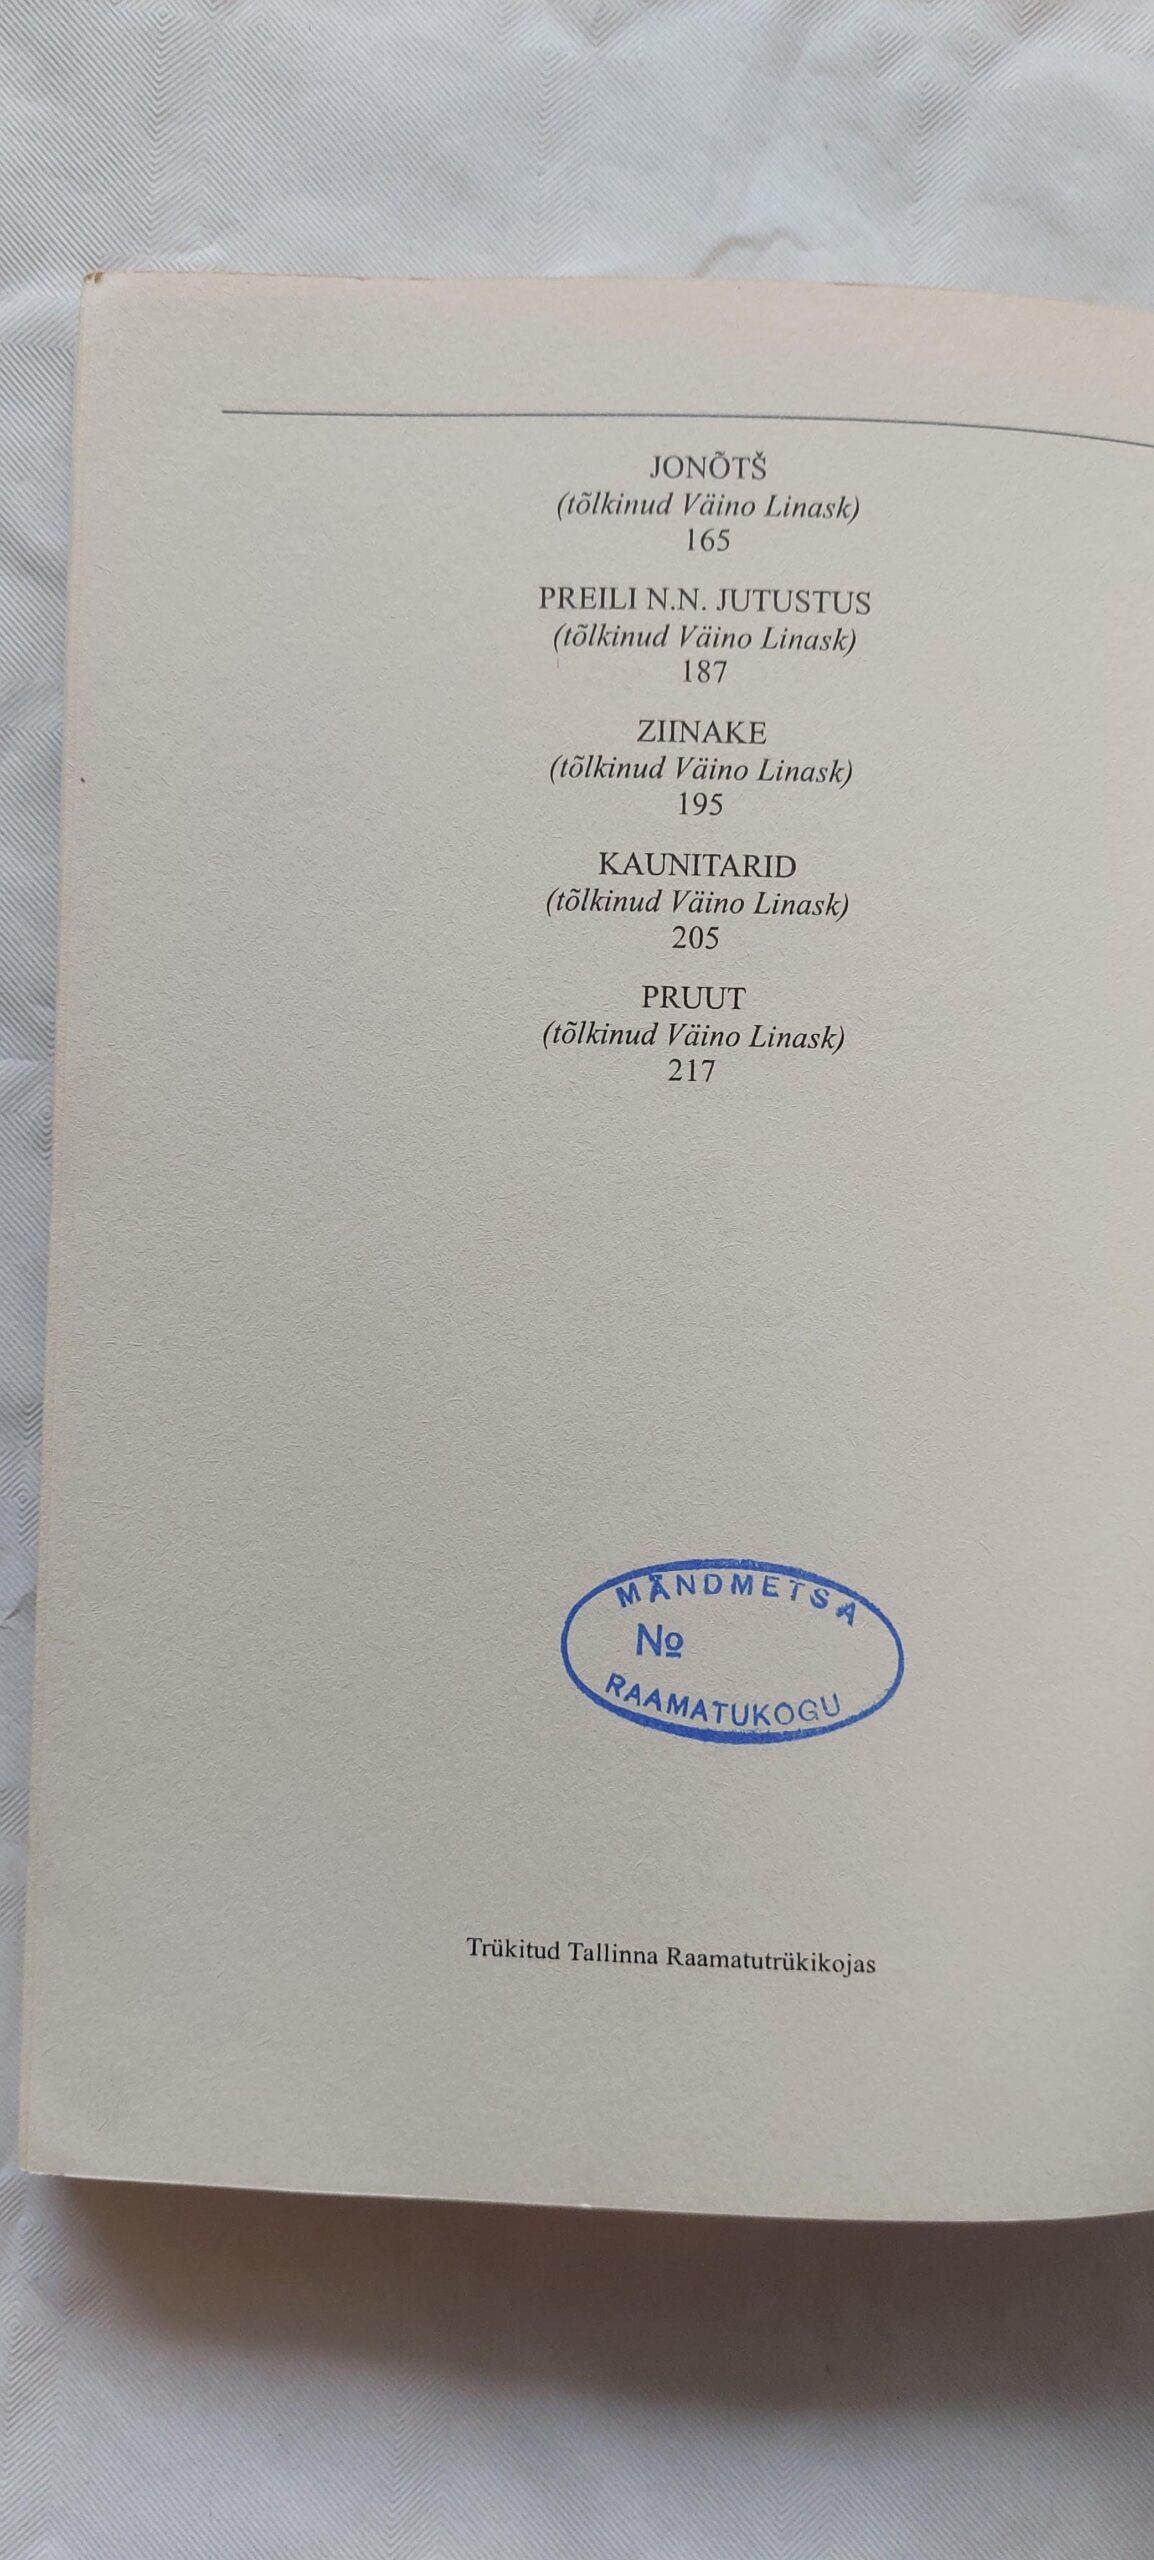 JONÕTŠ
(tõlkinud Väino Linask)
165
PREILI N.N. JUTUSTUS
(tõlkinud Väino Linask)
187
ZIINAKE
(tõlkinud Väino Linask)
195
KAUNITARID
(tõlkinud Väino Linask)
205
PRUUT
(tõlkinud Väino Linask)
217
MÄNDMETSA
№
RAAMATUKOGU
Trükitud Tallinna Raamatutrükikojas